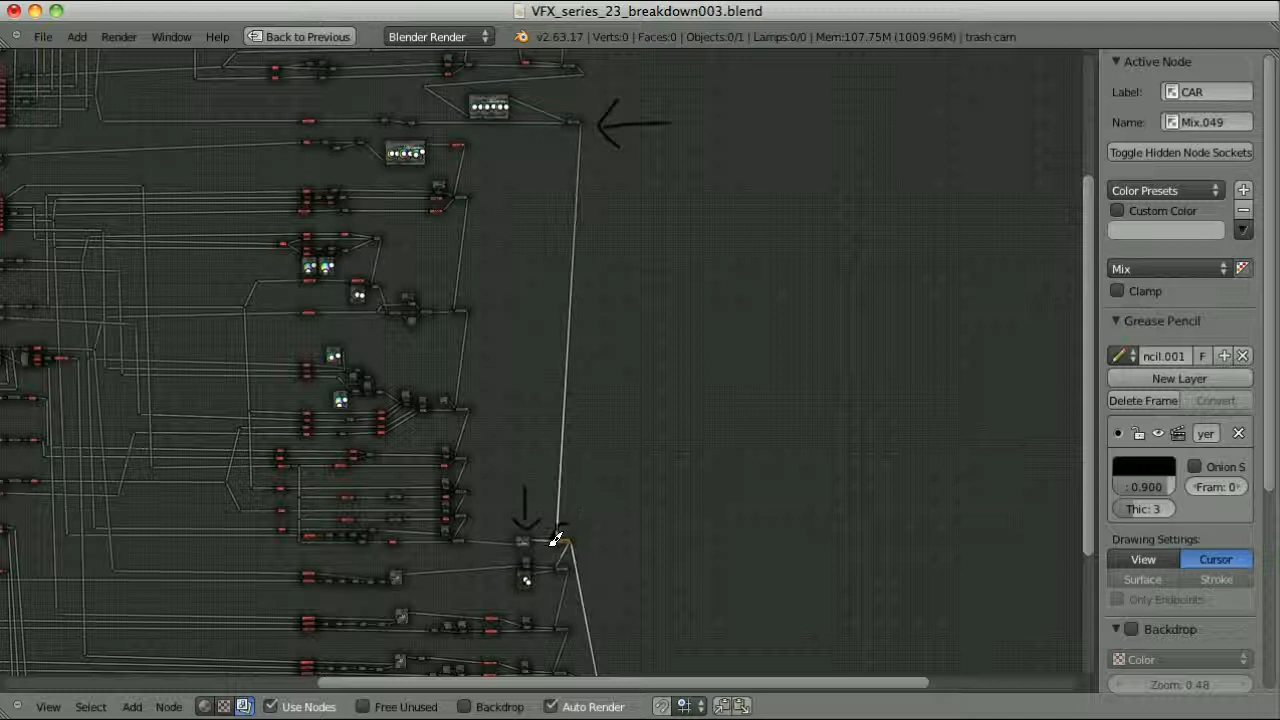 VFX_series_23_breakdown003.blend
File Add Render Window Help Back to Previous Blender Render v2.63.17 | Verts:0 | Faces:0 | Objects:0/1 | Lamps:0/0 | Mem:107.75M (1009.96M) | trash cam
Active Node
Label: CAR
Name: Mix.049
Toggle Hidden Node Sockets
Color Presets
Custom Color
Mix
Clamp
Grease Pencil
ncil.001 F
New Layer
Delete Frame Convert
yer
Onion S
: 0.900 Fram: 0
Thic: 3
Drawing Settings:
View Cursor
Surface Stroke
Only Endpoints
Backdrop
Color
Zoom: 0.48
View Select Add Node Use Nodes Free Unused Backdrop Auto Render